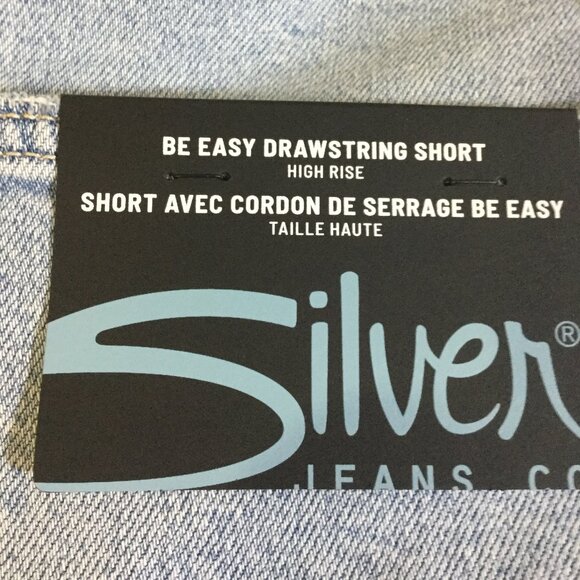 BE EASY DRAWSTRING SHORT
HIGH RISE
SHORT AVEC CORDON DE SERRAGE BE EASY
TAILLE HAUTE
Silver®
JEANS CO